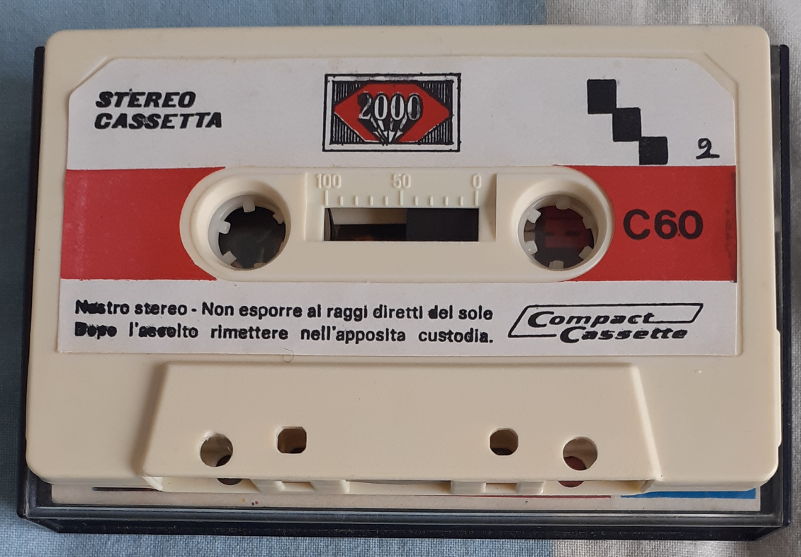 STEREO
CASSETTA
2000
2
100 50 0
C60
Nastro stereo - Non esporre ai raggi diretti del sole
Dopo l'ascolto rimettere nell'apposita custodia.
Compact
Cassette